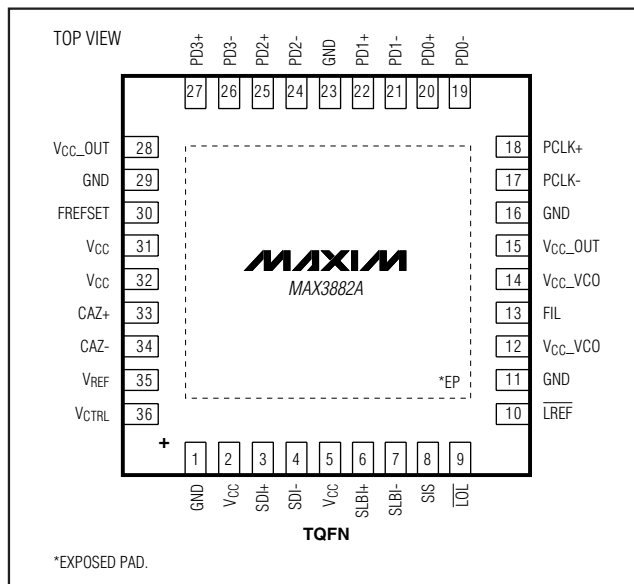 TOP VIEW
PD3+ PD3- PD2+ PD2- GND PD1+ PD1- PD0+ PD0-
27 26 25 24 23 22 21 20 19
VCC_OUT 28
GND 29
FREFSET 30
VCC 31
VCC 32
CAZ+ 33
CAZ- 34
VREF 35
VCTRL 36
18 PCLK+
17 PCLK-
16 GND
15 VCC_OUT
14 VCC_VCO
13 FIL
12 VCC_VCO
11 GND
10 L̅R̅E̅F̅
MAXIM
MAX3882A
*EP
+
1 2 3 4 5 6 7 8 9
GND VCC SDI+ SDI- VCC SLBI+ SLBI- SIS L̅O̅L̅
TQFN
*EXPOSED PAD.